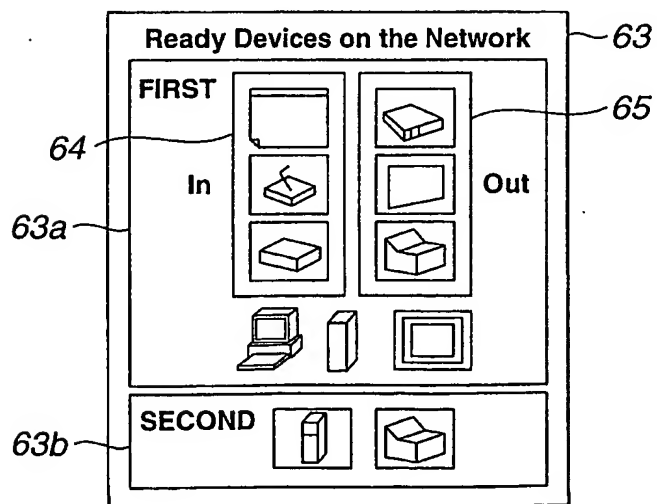 Ready Devices on the Network
63
FIRST
65
64
In
Out
63a
SECOND
63b